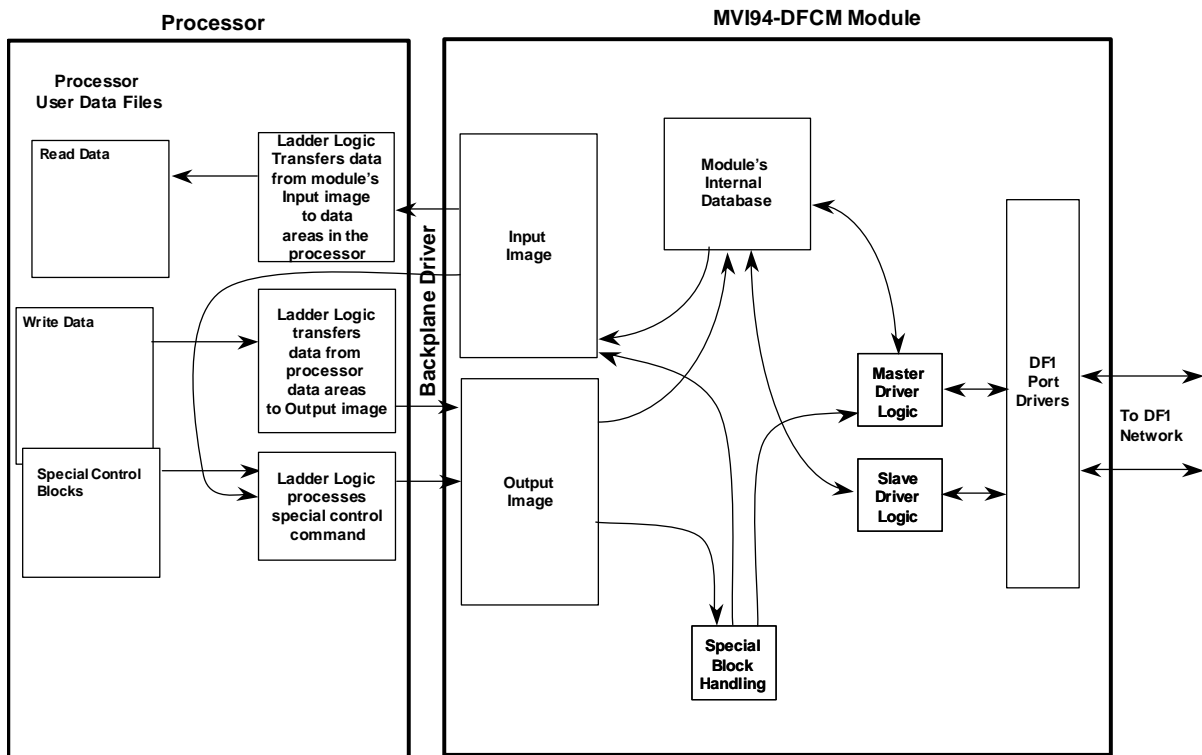 Processor
MVI94-DFCM Module
Processor
User Data Files
Read Data
Ladder Logic
Transfers data
from module's
Input image
to data
areas in the
processor
Write Data
Ladder Logic
transfers
data from
processor
data areas
to Output image
Special Control
Blocks
Ladder Logic
processes
special control
command
Backplane Driver
Input
Image
Output
Image
Module's
Internal
Database
Master
Driver
Logic
Slave
Driver
Logic
Special
Block
Handling
DF1
Port
Drivers
To DF1
Network